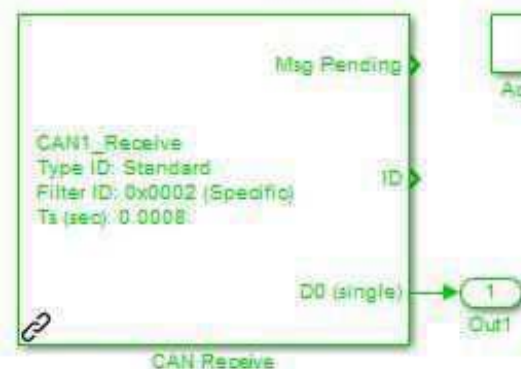 Msg Pending
CAN1_Receive
Type ID: Standard
ID
Filter ID: 0x0002 (Specific)
Ts (sec): 0.0008
D0 (single)
1
Out1
CAN Receive